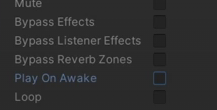 Mute
Bypass Effects
Bypass Listener Effects
Bypass Reverb Zones
Play On Awake
Loop